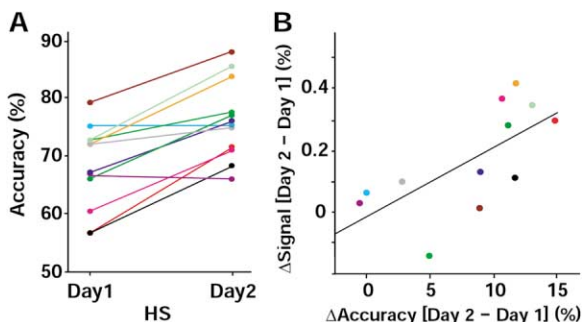 A
Accuracy (%)
90
80
70
60
50
Day1 Day2
HS
B
ΔSignal [Day 2 – Day 1] (%)
0.4
0.2
0
0 5 10 15
ΔAccuracy [Day 2 – Day 1] (%)